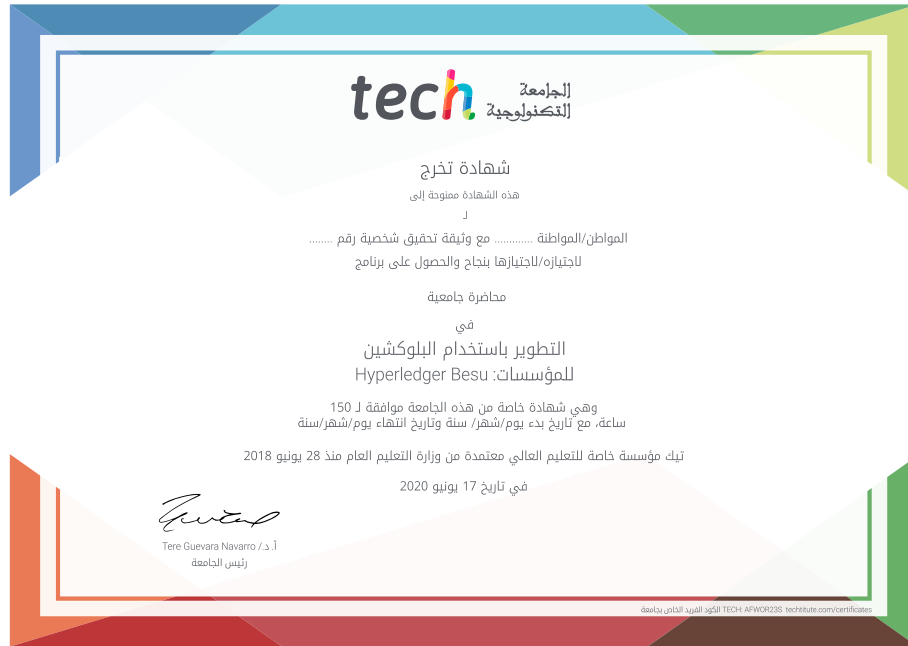 tech الجامعة
التكنولوجية
شهادة تخرج
هذه الشهادة ممنوحة إلى
لـ
المواطن/المواطنة ............ مع وثيقة تحقيق شخصية رقم ........
لاجتيازه/لاجتيازها بنجاح والحصول على برنامج
محاضرة جامعية
في
التطوير باستخدام البلوكشين
للمؤسسات: Hyperledger Besu
وهي شهادة خاصة من هذه الجامعة موافقة لـ 150
ساعة، مع تاريخ بدء يوم/شهر/ سنة وتاريخ انتهاء يوم/شهر/سنة
تيك مؤسسة خاصة للتعليم العالي معتمدة من وزارة التعليم العام منذ 28 يونيو 2018
في تاريخ 17 يونيو 2020
أ. د./ Tere Guevara Navarro
رئيس الجامعة
الكود الفريد الخاص بجامعة TECH: AFWOR23S techtitute.com/certificates